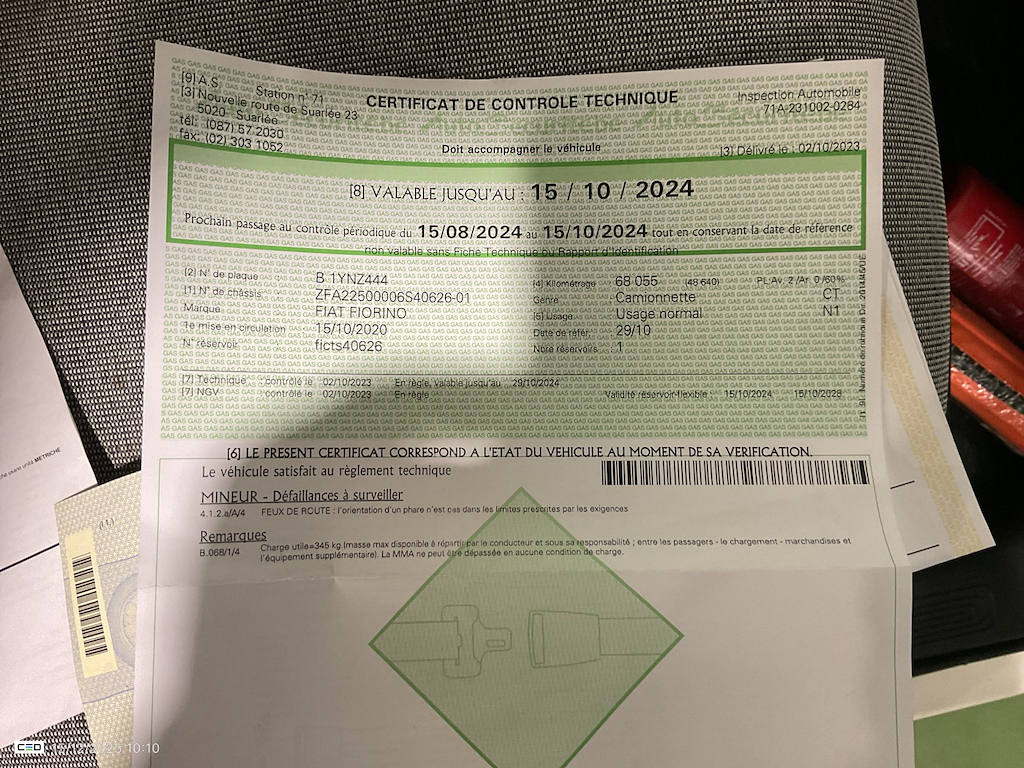 [9] A.S. Station n° 71
[3] Nouvelle route de Suarlée 23
5020 Suarlée
tél: (087) 57 2030
fax: (02) 303 1052
CERTIFICAT DE CONTROLE TECHNIQUE
Doit accompagner le véhicule
Inspection Automobile
71A-231002-0284
[3] Délivré le : 02/10/2023
[8] VALABLE JUSQU'AU : 15 / 10 / 2024
Prochain passage au contrôle périodique du 15/08/2024 au 15/10/2024 tout en conservant la date de référence
non valable sans Fiche Technique ou Rapport d'Identification
[2] N° de plaque B 1YNZ444 [4] Kilométrage 68 055 (48 640) PL:Av. 2 /Ar. 0 /60%
[1] N° de châssis ZFA22500006S40626-01 Genre Camionnette CT
Marque FIAT FIORINO [5] Usage Usage normal N1
1e mise en circulation 15/10/2020 Date de réfer. 29/10
N° réservoir ficts40626 Nbre réservoirs : 1
[7] Technique : contrôlé le 02/10/2023 En règle, valable jusqu'au 29/10/2024
[7] NGV : contrôlé le 02/10/2023 En règle Validité réservoir-flexible : 15/10/2024 15/10/2028
[6] LE PRESENT CERTIFICAT CORRESPOND A L'ETAT DU VEHICULE AU MOMENT DE SA VERIFICATION.
Le véhicule satisfait au règlement technique
MINEUR - Défaillances à surveiller
4.1.2.a/A/4 FEUX DE ROUTE : l'orientation d'un phare n'est pas dans les limites prescrites par les exigences
Remarques
B.068/1/4 Charge utile=345 kg.(masse max disponible à répartir par le conducteur et sous sa responsabilité ; entre les passagers - le chargement - marchandises et
l'équipement supplémentaire). La MMA ne peut être dépassée en aucune condition de charge.
unità METRICHE
CEO
10:10